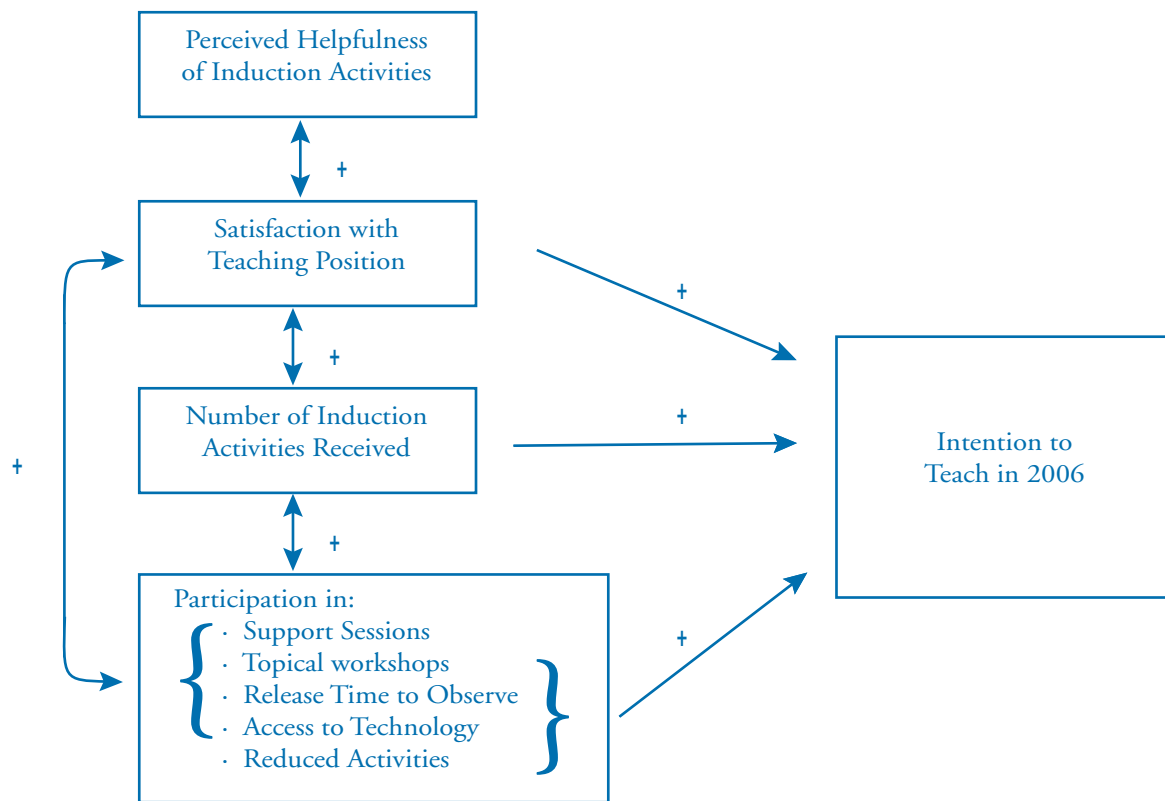 Perceived Helpfulness
of Induction Activities
+
Satisfaction with
Teaching Position
+
+
Number of Induction
Activities Received
+
+
+
Participation in:
· Support Sessions
· Topical workshops
· Release Time to Observe
· Access to Technology
· Reduced Activities
+
Intention to
Teach in 2006